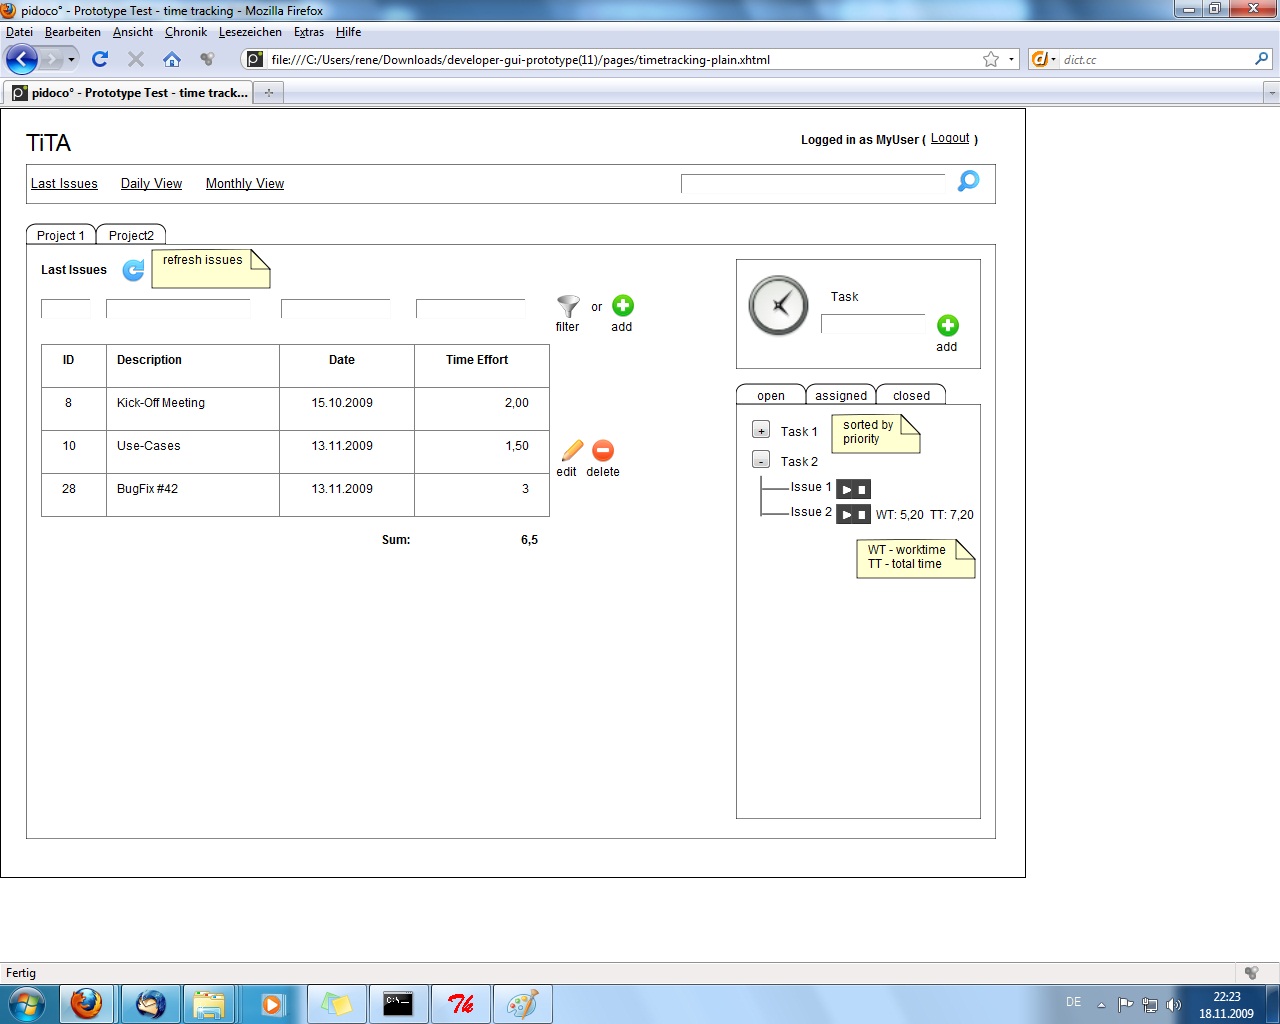 pidoco° - Prototype Test - time tracking - Mozilla Firefox
Datei Bearbeiten Ansicht Chronik Lesezeichen Extras Hilfe
file:///C:/Users/rene/Downloads/developer-gui-prototype(11)/pages/timetracking-plain.xhtml
dict.cc
pidoco° - Prototype Test - time track...
TiTA
Logged in as MyUser ( Logout )
Last Issues Daily View Monthly View
Project 1 Project2
Last Issues
refresh issues
filter
or
add
ID Description Date Time Effort
8 Kick-Off Meeting 15.10.2009 2,00
10 Use-Cases 13.11.2009 1,50
28 BugFix #42 13.11.2009 3
edit delete
Sum: 6,5
Task
add
open assigned closed
+ Task 1
sorted by
priority
- Task 2
Issue 1
Issue 2 WT: 5,20 TT: 7,20
WT - worktime
TT - total time
Fertig
C:\_
Tk
DE
22:23
18.11.2009